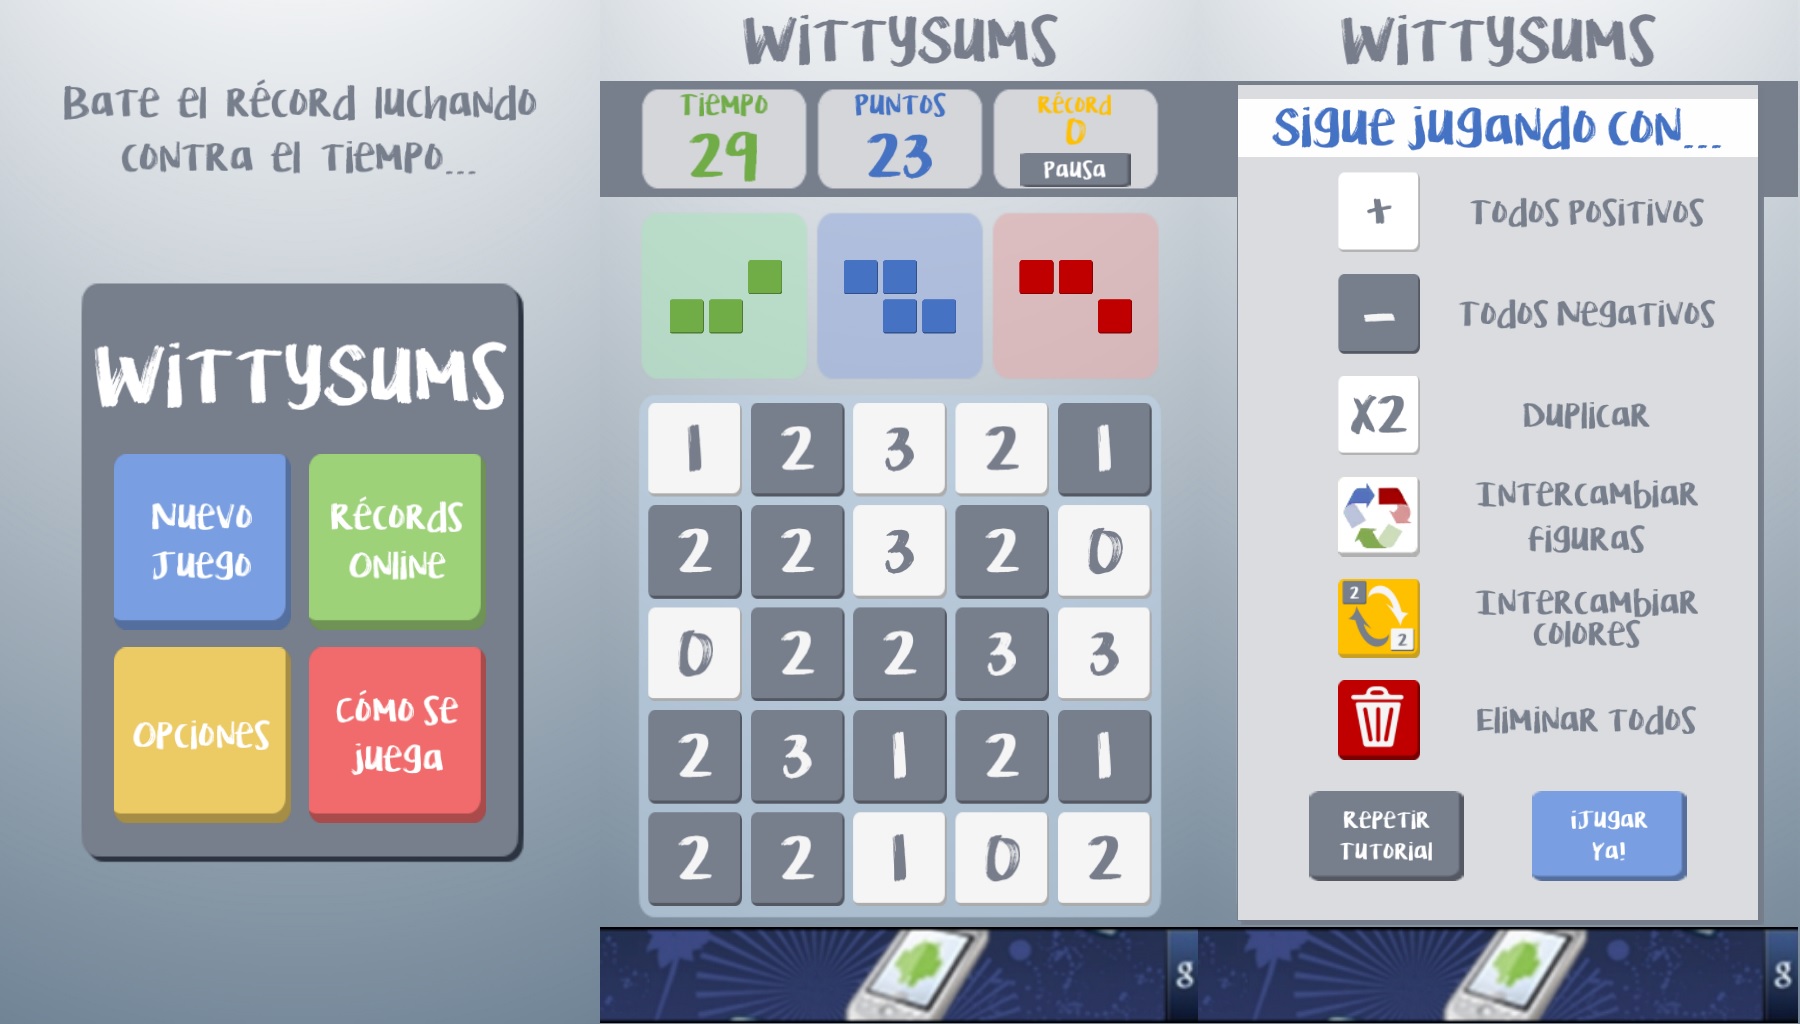 Bate el récord luchando
contra el tiempo...
WiTTYSUMS
Nuevo
Juego
Récords
Online
Opciones
Cómo se
juega
WiTTYSUMS
Tiempo
29
Puntos
23
Récord
0
Pausa
1 2 3 2 1
2 2 3 2 0
0 2 2 3 3
2 3 1 2 1
2 2 1 0 2
g
WiTTYSUMS
Sigue jugando con...
+ Todos Positivos
- Todos Negativos
X2 Duplicar
Intercambiar
figuras
2
2
Intercambiar
colores
Eliminar Todos
Repetir
Tutorial
¡Jugar
Ya!
g